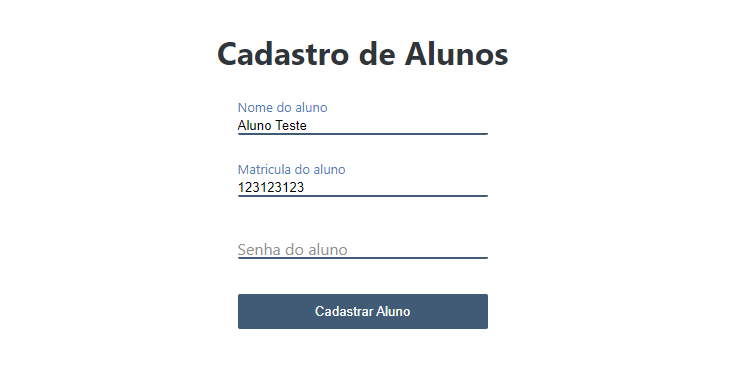 Cadastro de Alunos
Nome do aluno
Aluno Teste
Matricula do aluno
123123123
Senha do aluno
Cadastrar Aluno